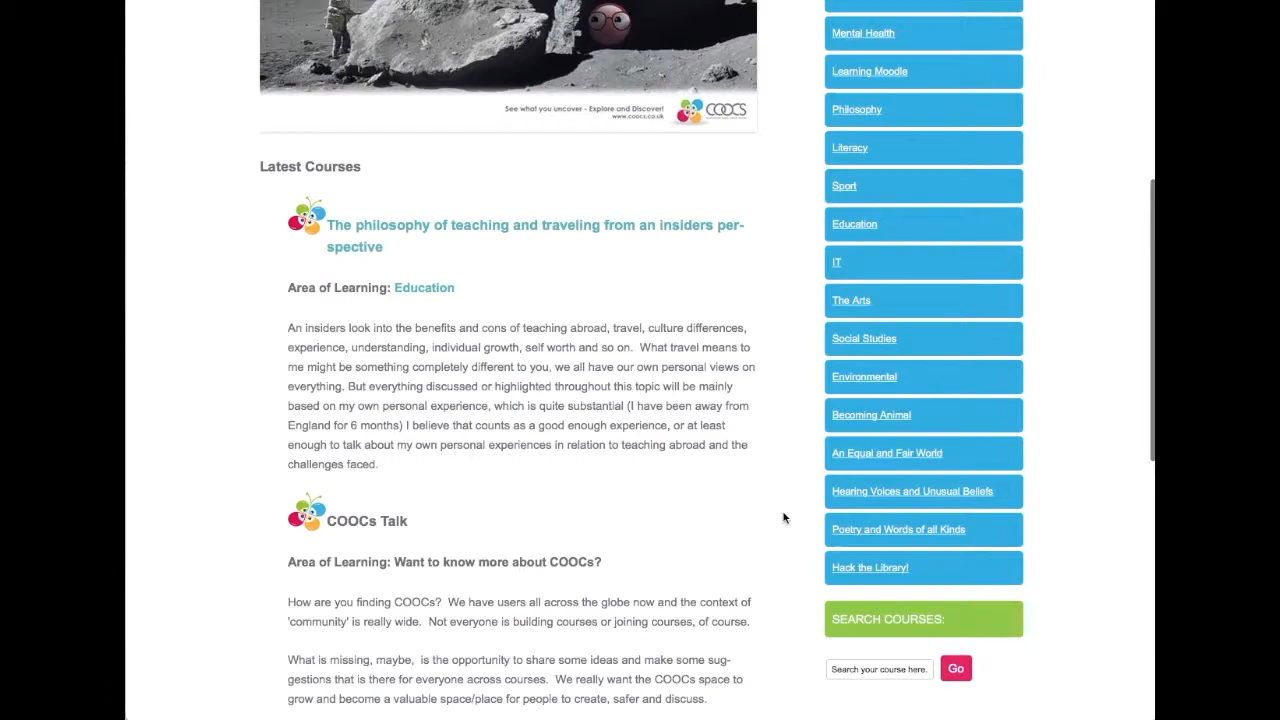 See what you uncover - Explore and Discover!
www.coocs.co.uk
COOCS
Latest Courses
The philosophy of teaching and traveling from an insiders per-
spective
Area of Learning: Education
An insiders look into the benefits and cons of teaching abroad, travel, culture differences,
experience, understanding, individual growth, self worth and so on.  What travel means to
me might be something completely different to you, we all have our own personal views on
everything. But everything discussed or highlighted throughout this topic will be mainly
based on my own personal experience, which is quite substantial (I have been away from
England for 6 months) I believe that counts as a good enough experience, or at least
enough to talk about my own personal experiences in relation to teaching abroad and the
challenges faced.
COOCs Talk
Area of Learning: Want to know more about COOCs?
How are you finding COOCs?  We have users all across the globe now and the context of
'community' is really wide.  Not everyone is building courses or joining courses, of course.
What is missing, maybe,  is the opportunity to share some ideas and make some sug-
gestions that is there for everyone across courses.  We really want the COOCs space to
grow and become a valuable space/place for people to create, safer and discuss.
Mental Health
Learning Moodle
Philosophy
Literacy
Sport
Education
IT
The Arts
Social Studies
Environmental
Becoming Animal
An Equal and Fair World
Hearing Voices and Unusual Beliefs
Poetry and Words of all Kinds
Hack the Library!
SEARCH COURSES:
Search your course here.
Go